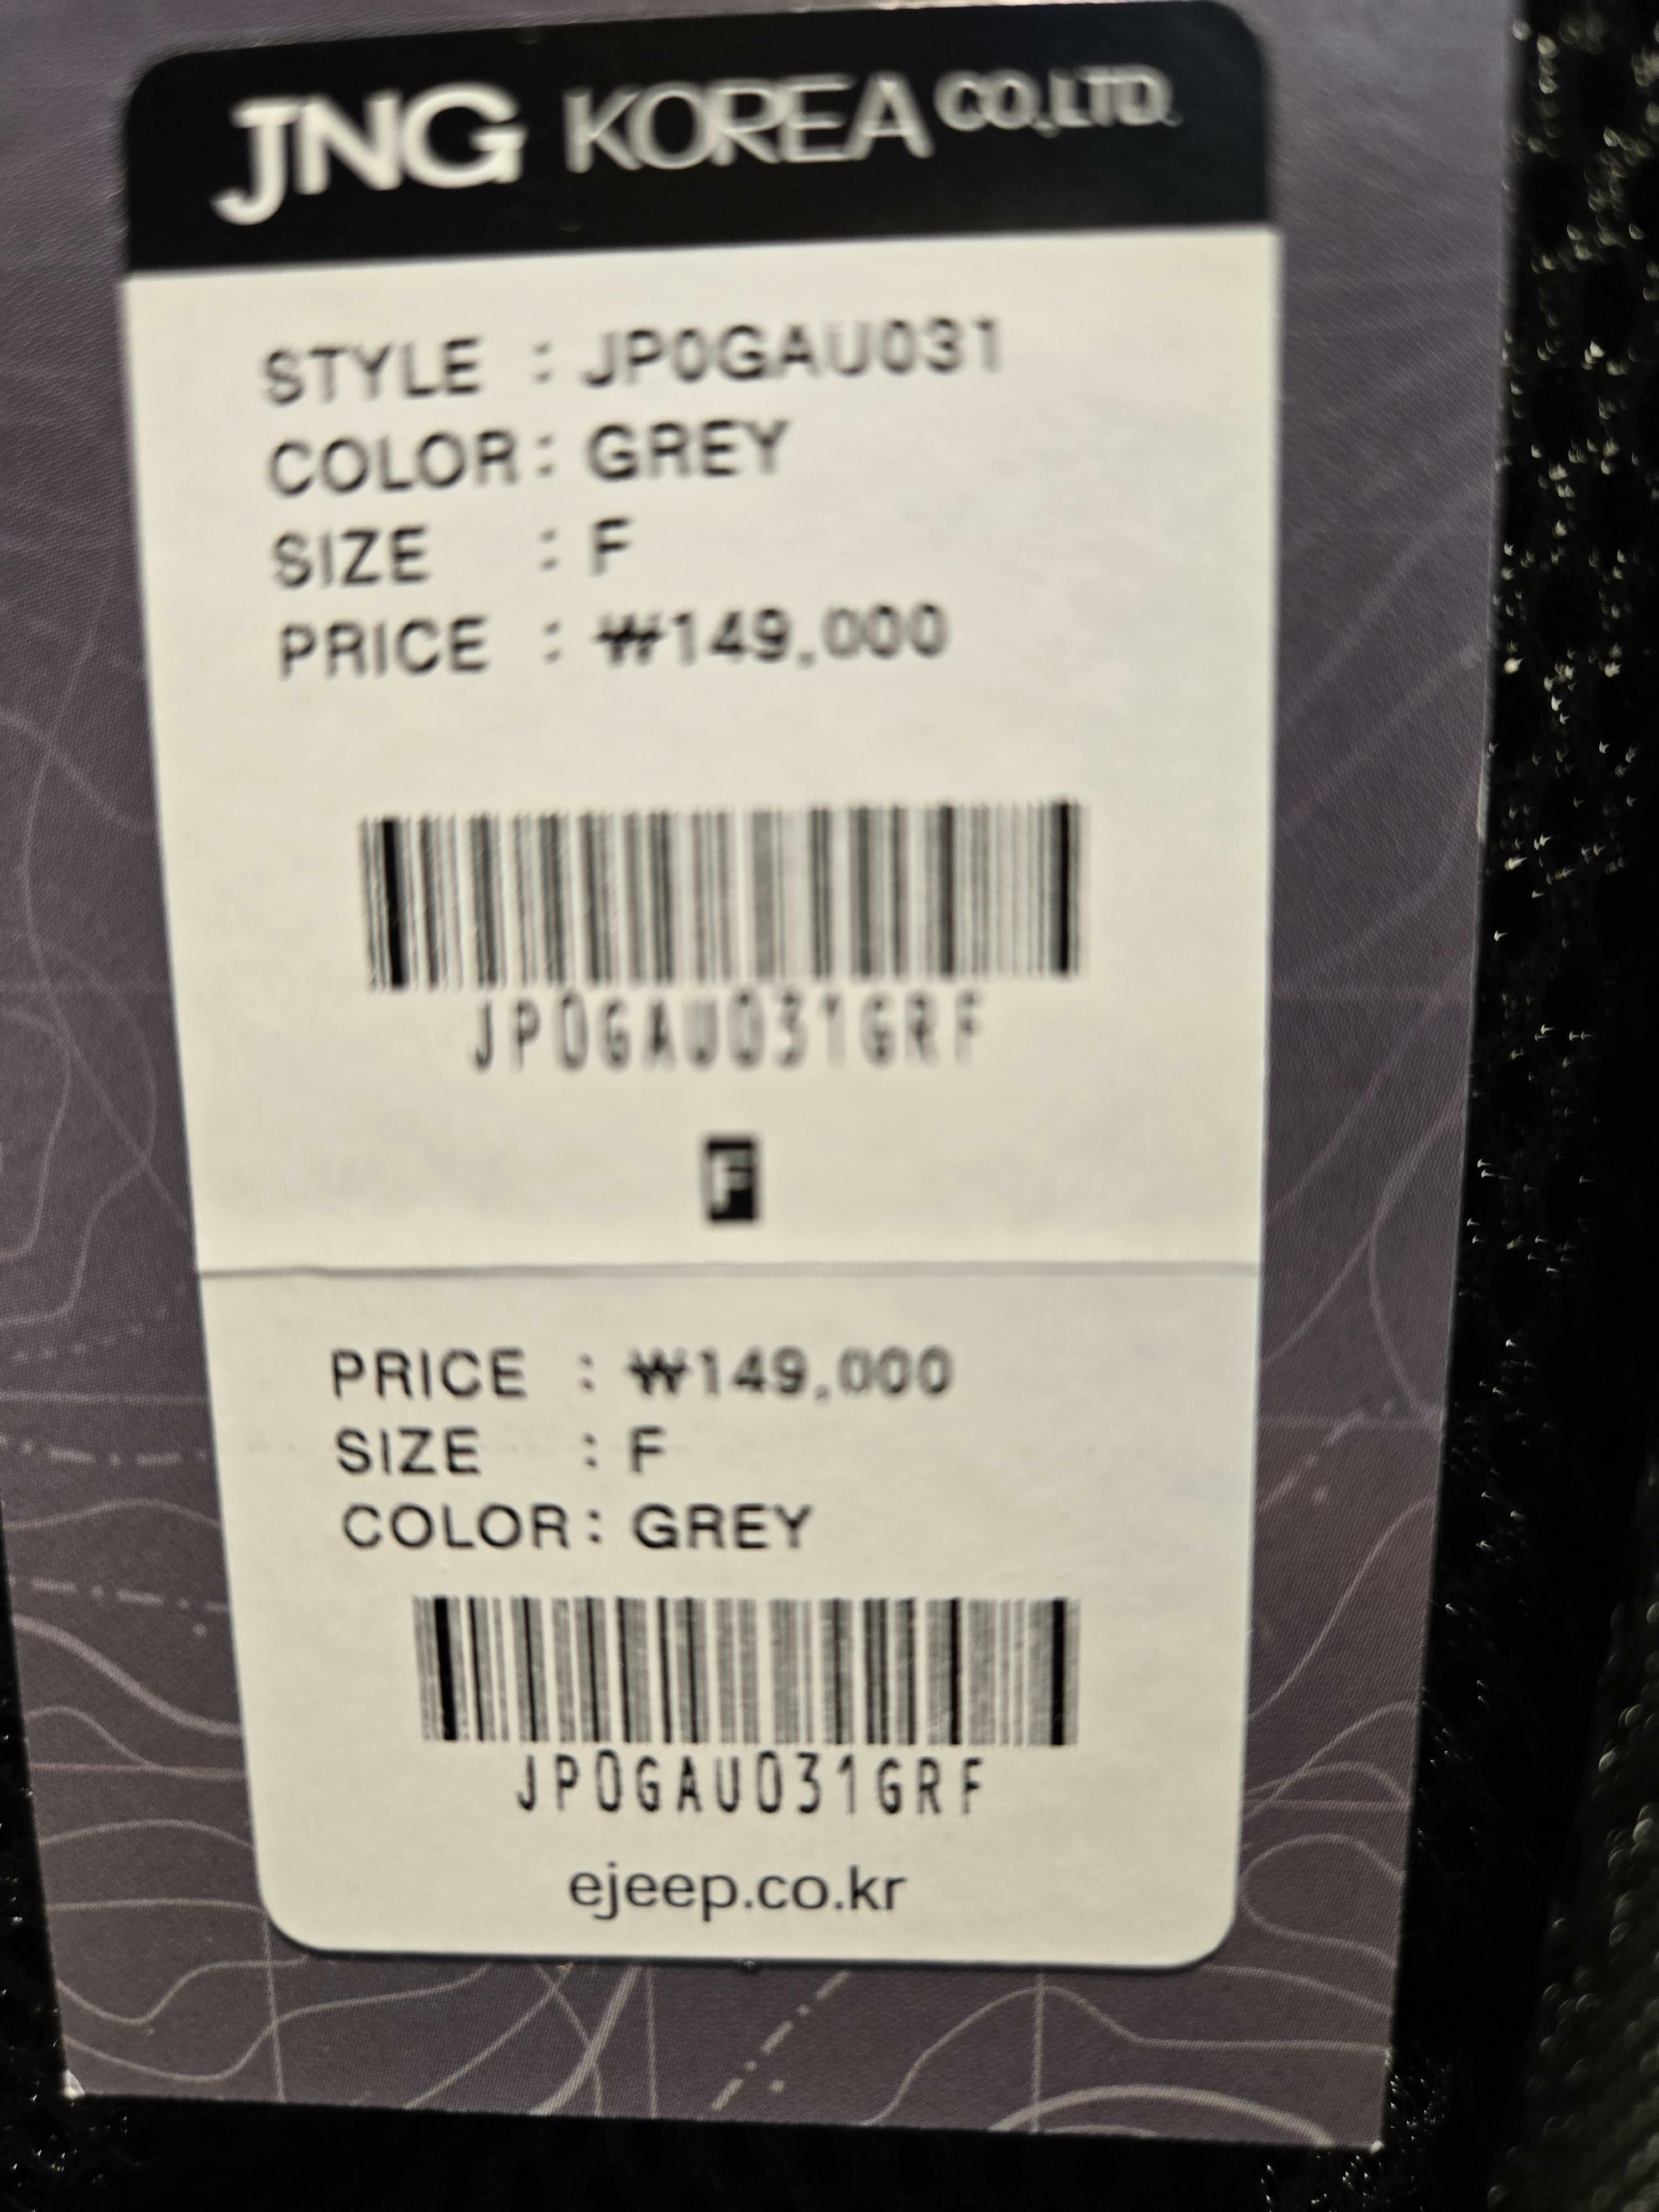 JNG KOREA CO.,LTD.
STYLE : JP0GAU031
COLOR : GREY
SIZE : F
PRICE : ₩149,000
JP0GAU031GRF
F
PRICE : ₩149,000
SIZE : F
COLOR : GREY
JP0GAU031GRF
ejeep.co.kr